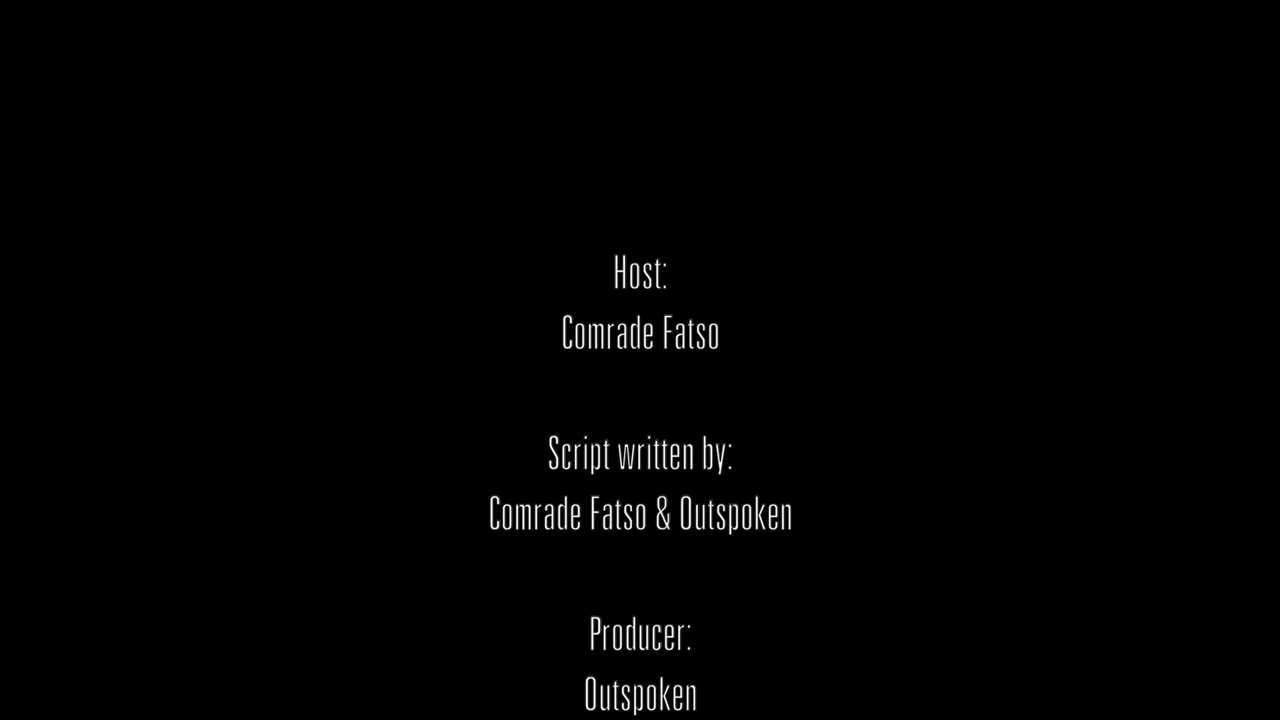 Host:
Comrade Fatso
Script written by:
Comrade Fatso & Outspoken
Producer:
Outspoken